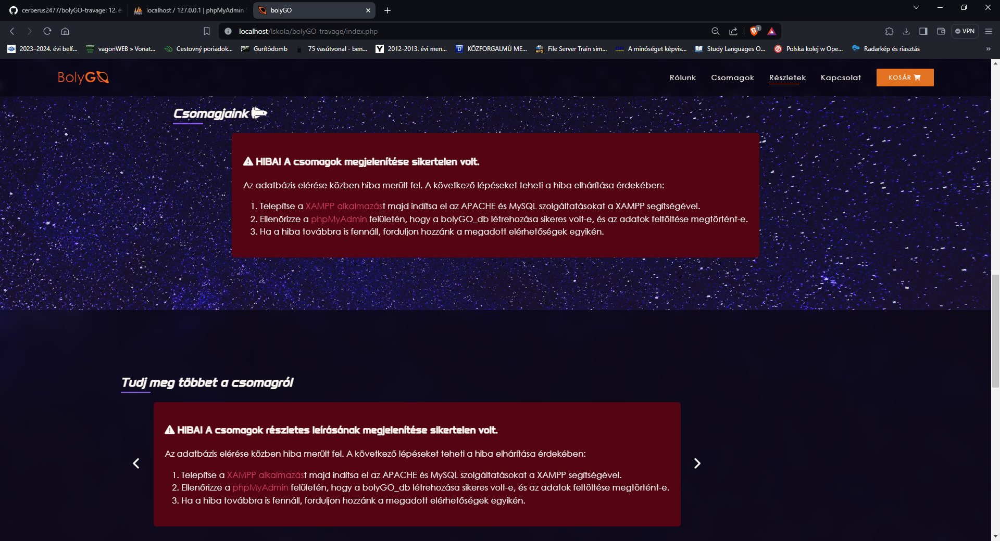 cerberus2477/bolyGO-travage: 12. é
localhost / 127.0.0.1 | phpMyAdmin
bolyGO
localhost/Iskola/bolyGO-travage/index.php
1
VPN
2023–2024. évi belf...
vagonWEB » Vonat...
Cestovný poriadok...
Gurítódomb
75 vasútvonal - ben...
2012-2013. évi men...
KÖZFORGALMÚ ME...
File Server Train sim...
A minőséget képvis...
Study Languages O...
Polska kolej w Ope...
Radarkép és riasztás
»
BolyGO
Rólunk
Csomagok
Részletek
Kapcsolat
KOSÁR
Csomagjaink
HIBA! A csomagok megjelenítése sikertelen volt.
Az adatbázis elérése közben hiba merült fel. A következő lépéseket teheti a hiba elhárítása érdekében:
1. Telepítse a XAMPP alkalmazást majd indítsa el az APACHE és MySQL szolgáltatásokat a XAMPP segítségével.
2. Ellenőrizze a phpMyAdmin felületén, hogy a bolyGO_db létrehozása sikeres volt-e, és az adatok feltöltése megtörtént-e.
3. Ha a hiba továbbra is fennáll, forduljon hozzánk a megadott elérhetőségek egyikén.
Tudj meg többet a csomagról
HIBA! A csomagok részletes leírásának megjelenítése sikertelen volt.
Az adatbázis elérése közben hiba merült fel. A következő lépéseket teheti a hiba elhárítása érdekében:
1. Telepítse a XAMPP alkalmazást majd indítsa el az APACHE és MySQL szolgáltatásokat a XAMPP segítségével.
2. Ellenőrizze a phpMyAdmin felületén, hogy a bolyGO_db létrehozása sikeres volt-e, és az adatok feltöltése megtörtént-e.
3. Ha a hiba továbbra is fennáll, forduljon hozzánk a megadott elérhetőségek egyikén.